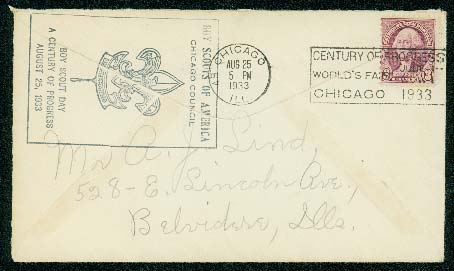 BOY SCOUT DAY
A CENTURY OF PROGRESS
AUGUST 25, 1933
BOY SCOUTS OF AMERICA
CHICAGO COUNCIL
CHICAGO
AUG 25
5 PM
1933
ILL.
CENTURY OF PROGRESS
WORLD'S FAIR
CHICAGO 1933
Mr A. J. Lind,
528-E. Lincoln Ave.,
Belvidere, Ills.